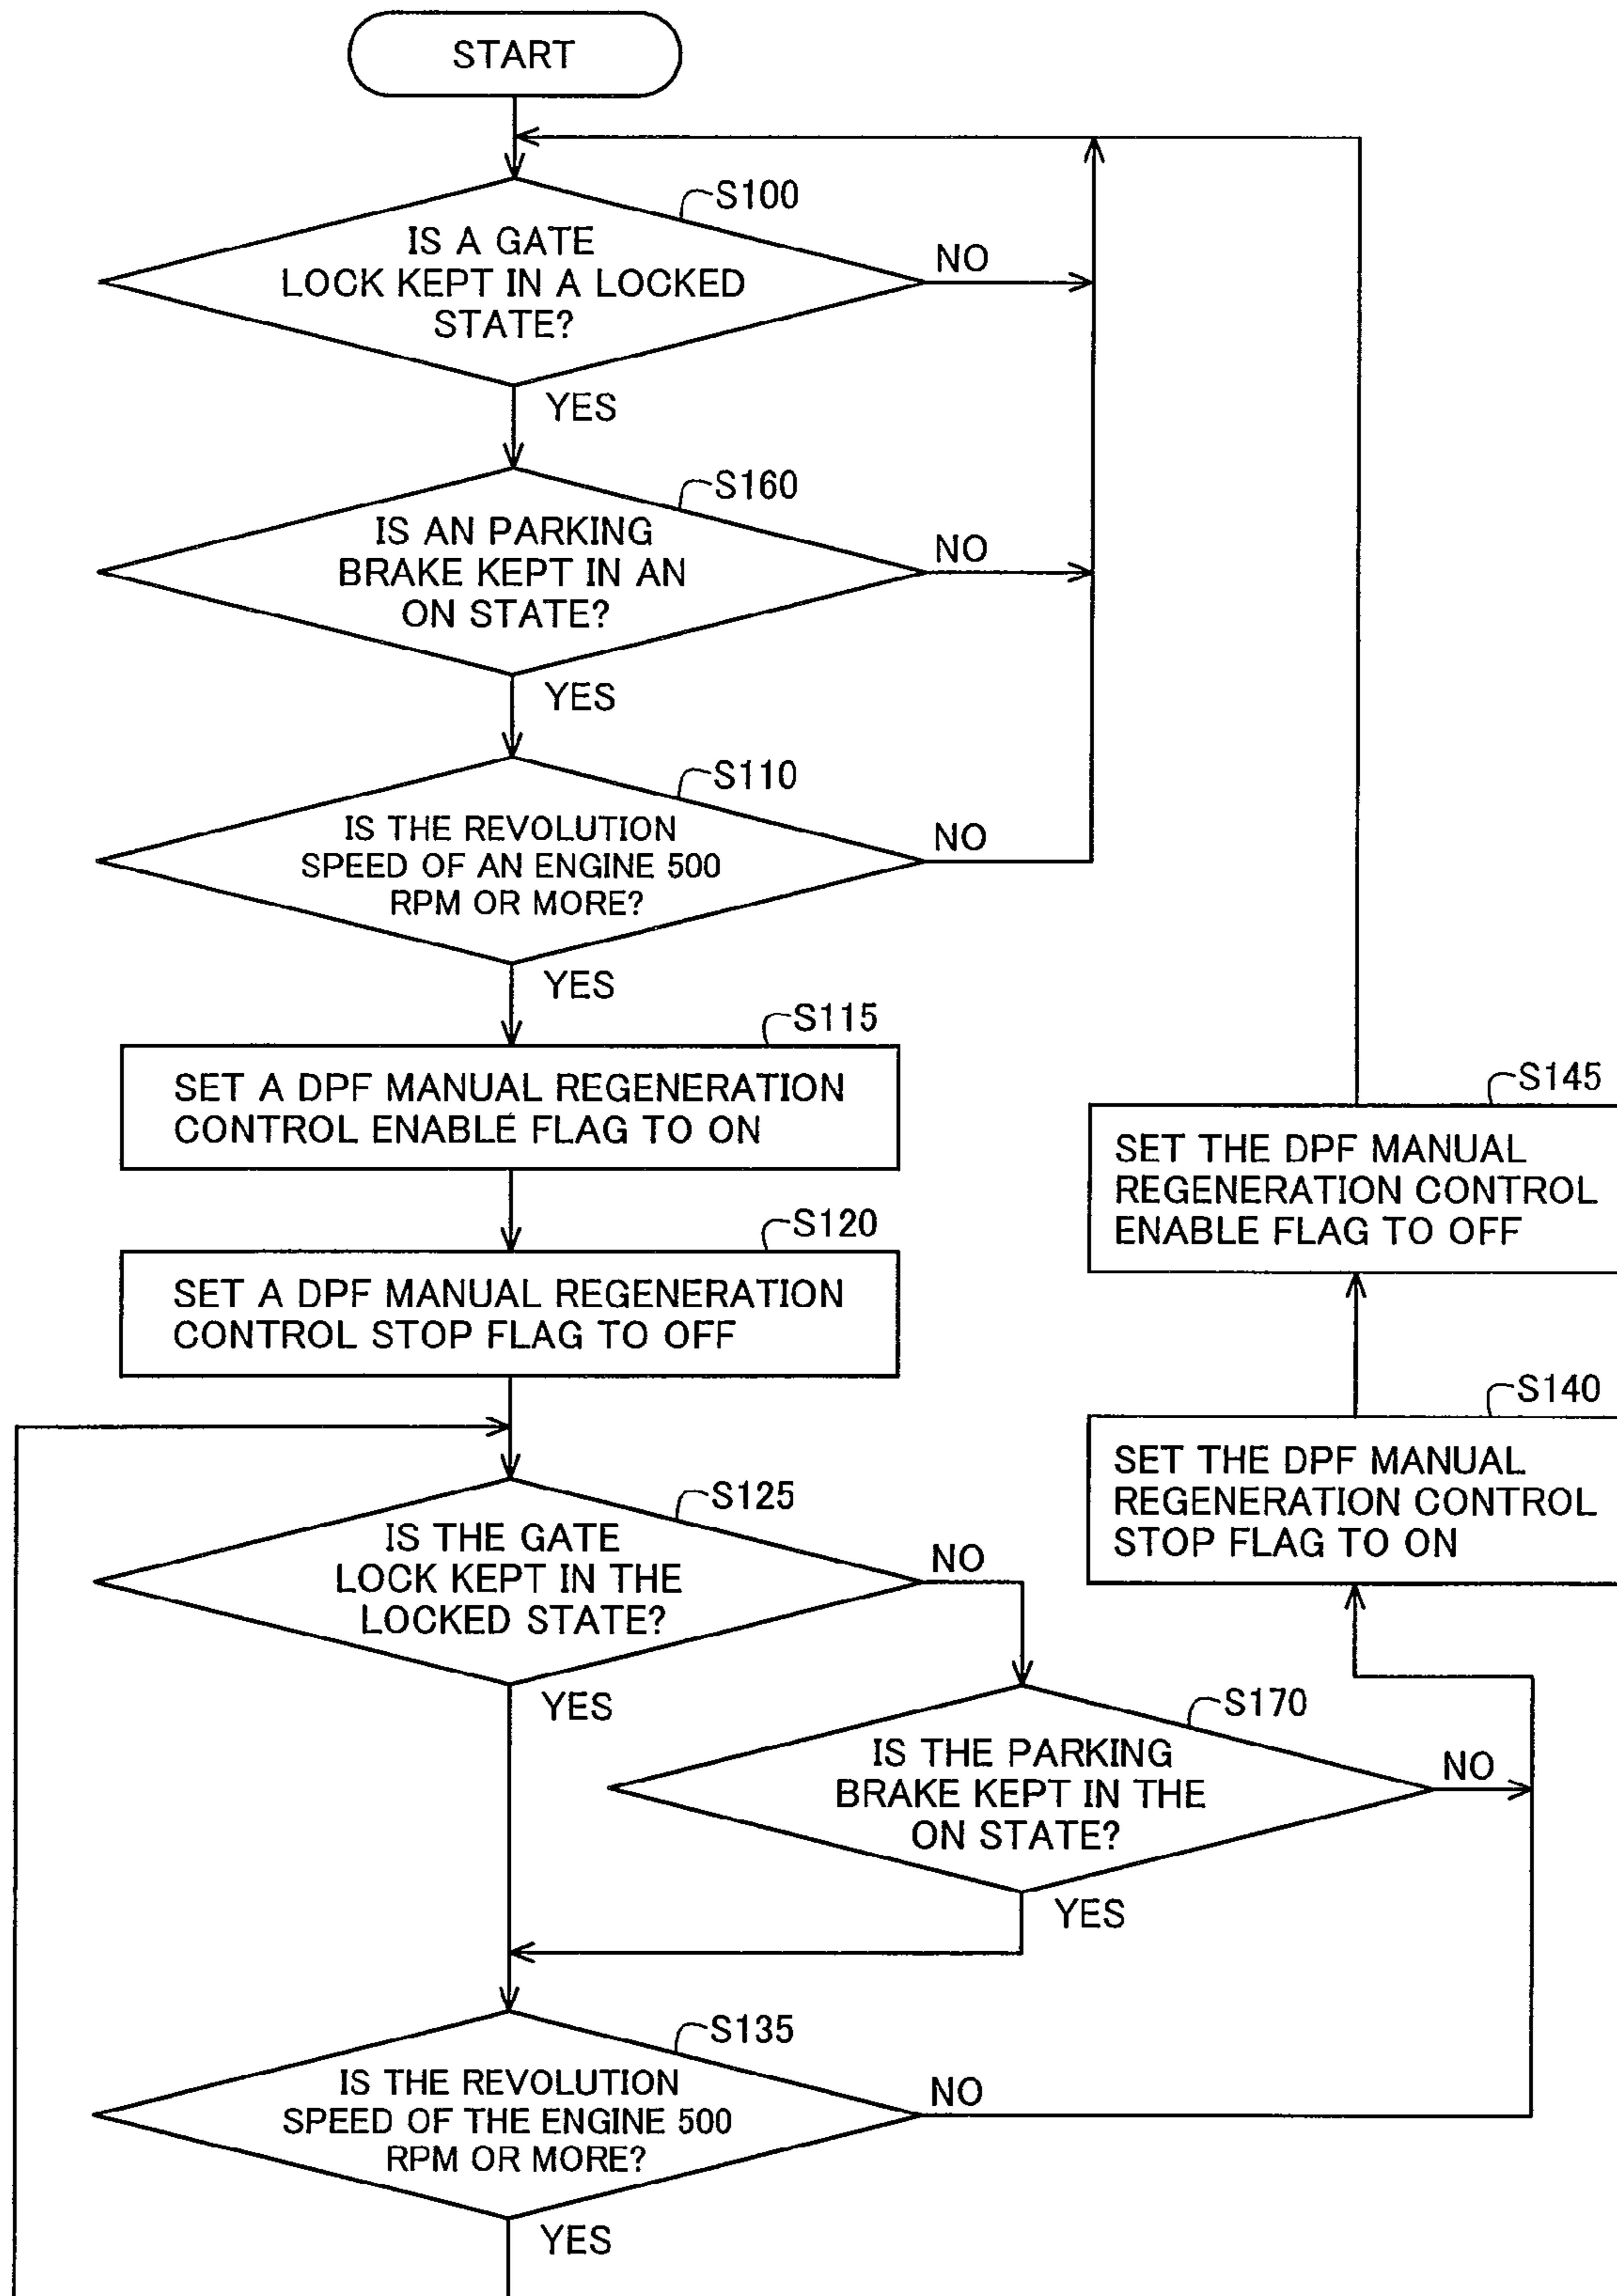 START
S100
IS A GATE
LOCK KEPT IN A LOCKED
STATE?
NO
YES
S160
IS AN PARKING
BRAKE KEPT IN AN
ON STATE?
NO
YES
S110
IS THE REVOLUTION
SPEED OF AN ENGINE 500
RPM OR MORE?
NO
YES
S115
SET A DPF MANUAL REGENERATION
CONTROL ENABLE FLAG TO ON
S145
SET THE DPF MANUAL
REGENERATION CONTROL
ENABLE FLAG TO OFF
S120
SET A DPF MANUAL REGENERATION
CONTROL STOP FLAG TO OFF
S140
SET THE DPF MANUAL
REGENERATION CONTROL
STOP FLAG TO ON
S125
IS THE GATE
LOCK KEPT IN THE
LOCKED STATE?
NO
YES
S170
IS THE PARKING
BRAKE KEPT IN THE
ON STATE?
NO
YES
S135
IS THE REVOLUTION
SPEED OF THE ENGINE 500
RPM OR MORE?
NO
YES